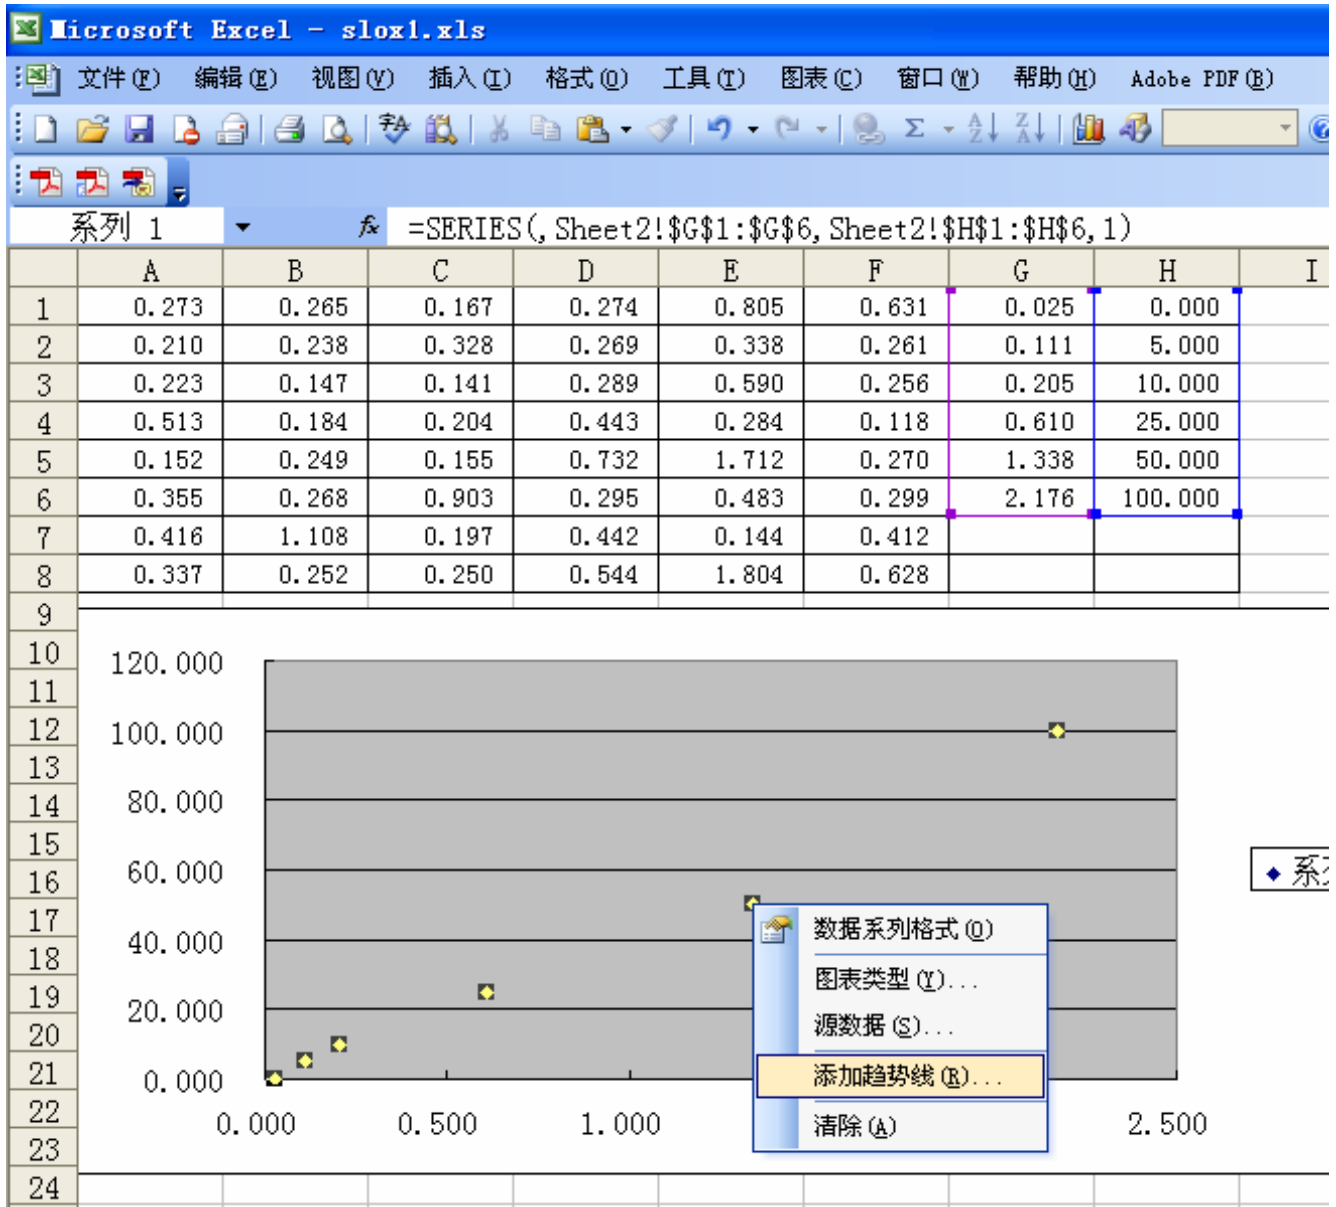 Microsoft Excel - slox1.xls
文件(F) 编辑(E) 视图(V) 插入(I) 格式(O) 工具(T) 图表(C) 窗口(W) 帮助(H) Adobe PDF(B)
系列 1 fx =SERIES(,Sheet2!$G$1:$G$6,Sheet2!$H$1:$H$6,1)
A B C D E F G H I
1 0.273 0.265 0.167 0.274 0.805 0.631 0.025 0.000
2 0.210 0.238 0.328 0.269 0.338 0.261 0.111 5.000
3 0.223 0.147 0.141 0.289 0.590 0.256 0.205 10.000
4 0.513 0.184 0.204 0.443 0.284 0.118 0.610 25.000
5 0.152 0.249 0.155 0.732 1.712 0.270 1.338 50.000
6 0.355 0.268 0.903 0.295 0.483 0.299 2.176 100.000
7 0.416 1.108 0.197 0.442 0.144 0.412
8 0.337 0.252 0.250 0.544 1.804 0.628
9
10
11
12
13
14
15
16
17
18
19
20
21
22
23
24
120.000
100.000
80.000
60.000
40.000
20.000
0.000
0.000 0.500 1.000 2.500
系
数据系列格式(O)
图表类型(Y)...
源数据(S)...
添加趋势线(R)...
清除(A)